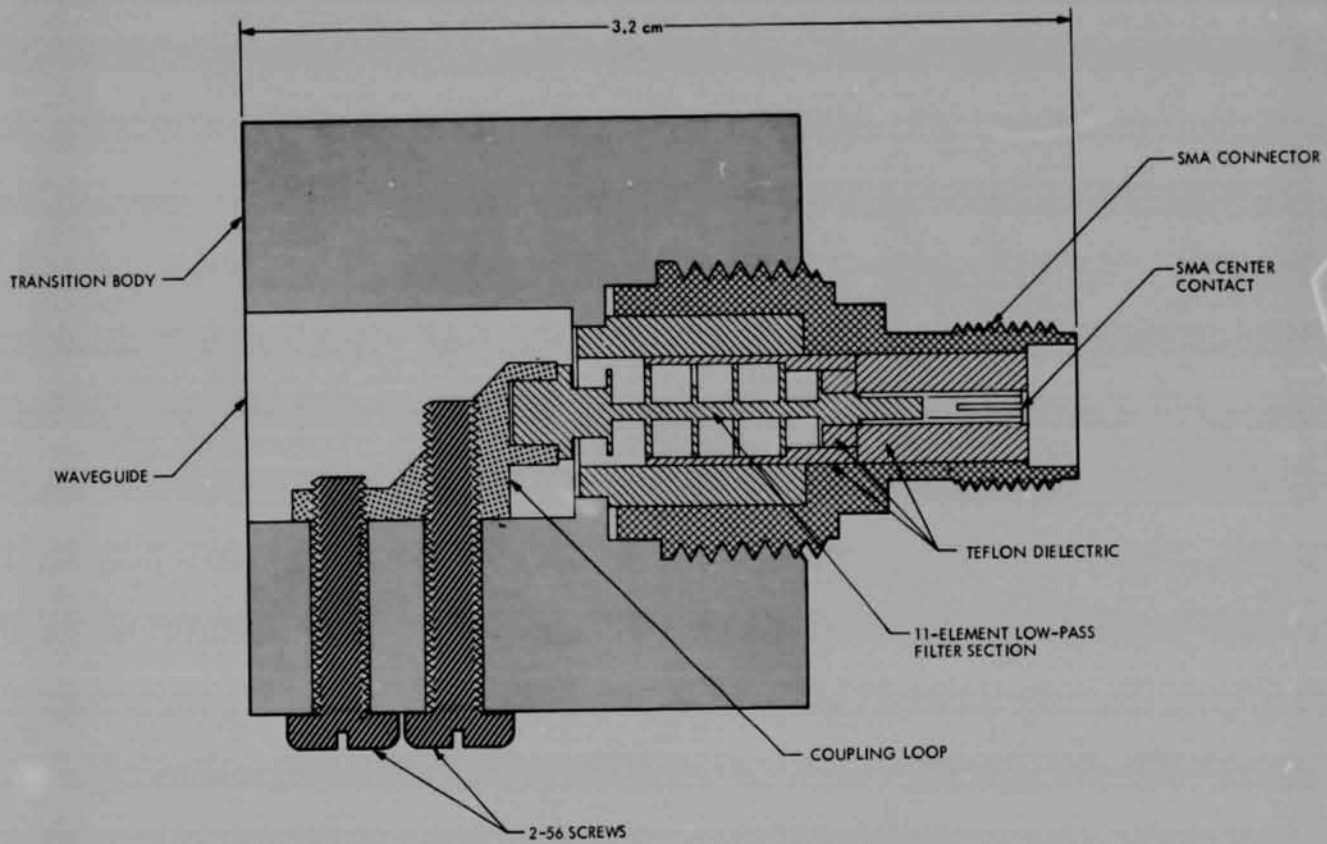 3.2 cm
SMA CONNECTOR
TRANSITION BODY
SMA CENTER
CONTACT
WAVEGUIDE
TEFLON DIELECTRIC
11-ELEMENT LOW-PASS
FILTER SECTION
COUPLING LOOP
2-56 SCREWS